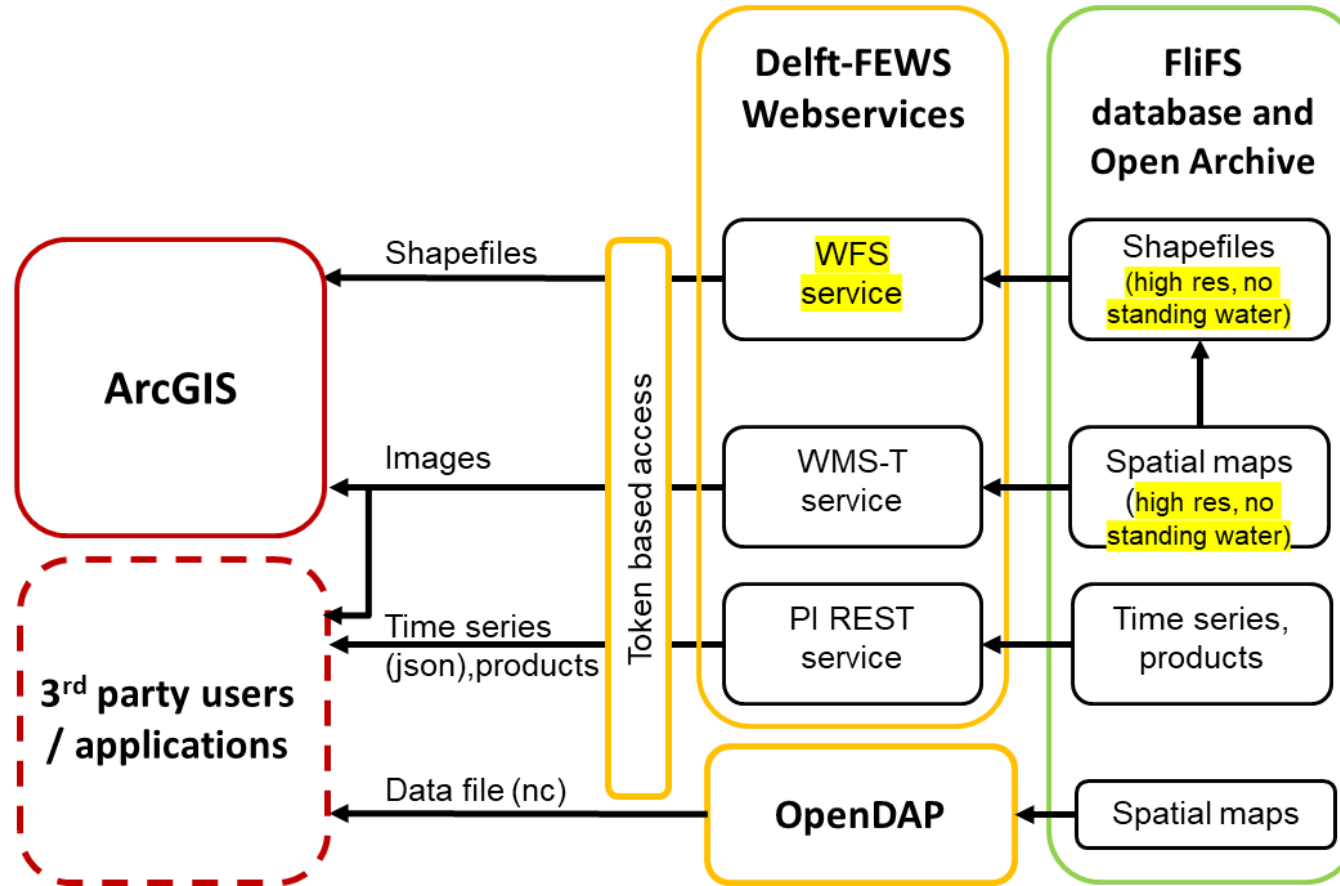 Delft-FEWS
Webservices
FliFS
database and
Open Archive
ArcGIS
Shapefiles
WFS
service
Shapefiles
(high res, no
standing water)
Token based access
Images
WMS-T
service
Spatial maps
(high res, no
standing water)
3rd party users
/ applications
Time series
(json),products
PI REST
service
Time series,
products
Data file (nc)
OpenDAP
Spatial maps